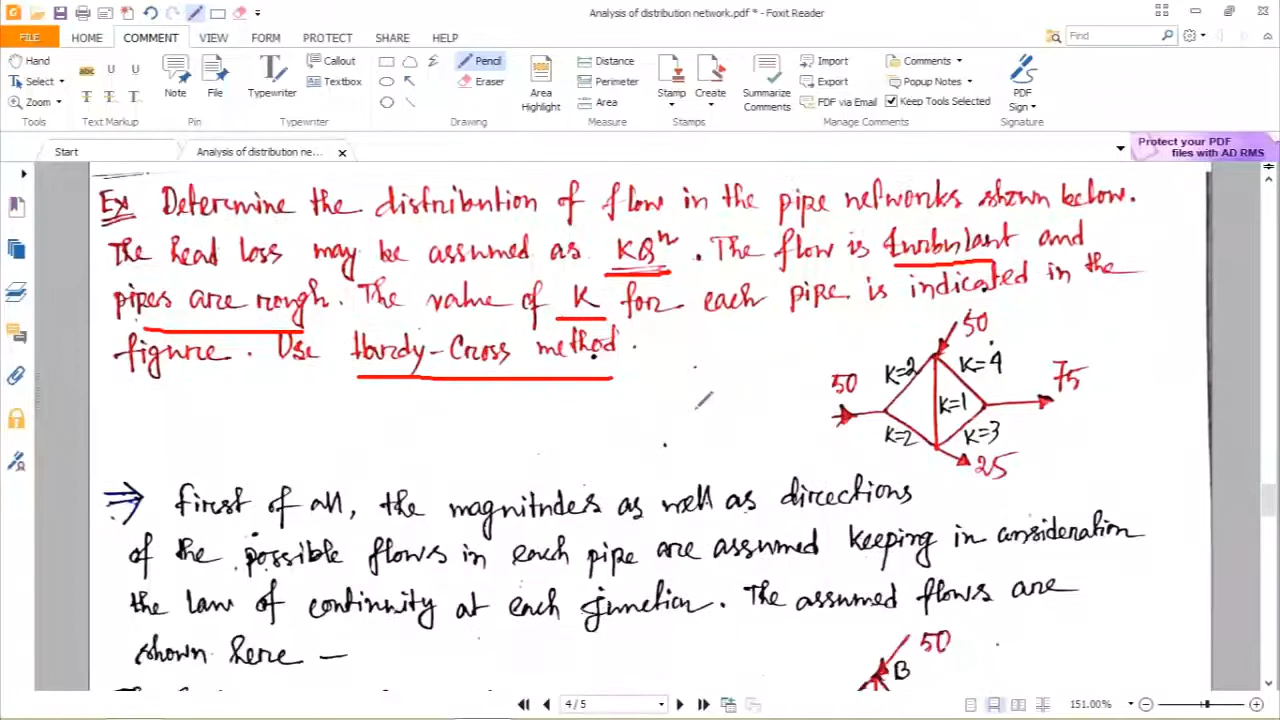 Analysis of distribution network.pdf * - Foxit Reader
FILE HOME COMMENT VIEW FORM PROTECT SHARE HELP
Find
Hand
Select
Zoom
Tools
Text Markup
Note
File
Pin
Typewriter
Callout
Textbox
Typewriter
Pencil
Eraser
Drawing
Area Highlight
Distance
Perimeter
Area
Measure
Stamp
Create
Stamps
Summarize Comments
Import
Export
FDF via Email
Comments
Popup Notes
Keep Tools Selected
Manage Comments
PDF Sign
Signature
Start
Analysis of distribution ne...
Protect your PDF
files with AD RMS
Ex Determine the distribution of flow in the pipe networks shown below.
The head loss may be assumed as KQⁿ. The flow is turbulant and
pipes are rough. The value of K for each pipe is indicated in the
figure. Use Hardy-Cross method.
50
K=2
K=4
50
75
K=1
K=2
K=3
25
⇒ first of all, the magnitudes as well as directions
of the possible flows in each pipe are assumed keeping in consideration
the law of continuity at each junction. The assumed flows are
shown here —
50
B
4/5
151.00%